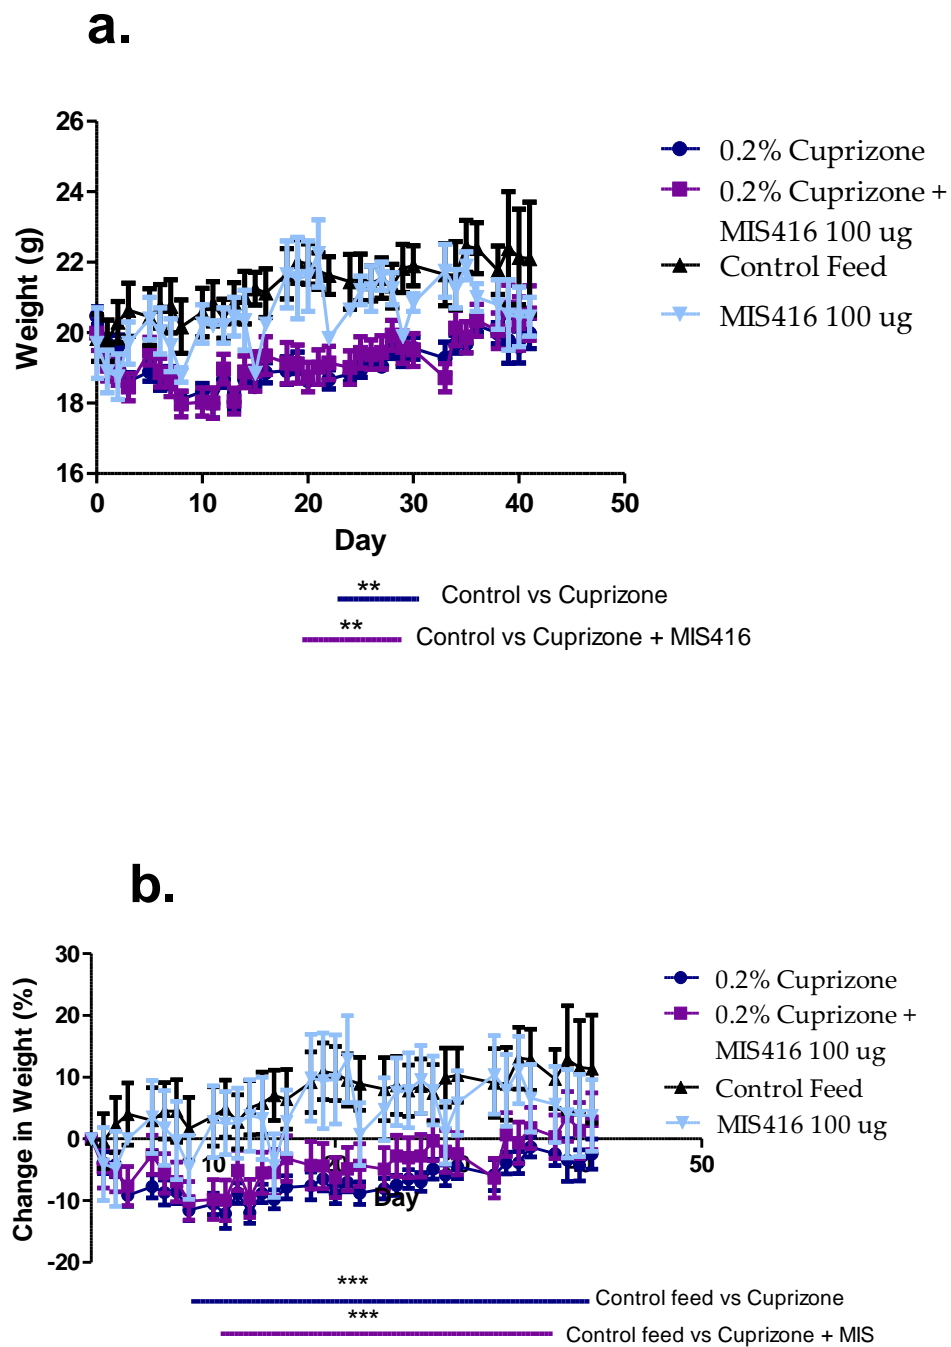 a.
26
24
22
20
18
16
Weight (g)
0 10 20 30 40 50
Day
0.2% Cuprizone
0.2% Cuprizone +
MIS416 100 ug
Control Feed
MIS416 100 ug
** Control vs Cuprizone
** Control vs Cuprizone + MIS416
b.
30
20
10
0
-10
-20
Change in Weight (%)
10 50
Day
0.2% Cuprizone
0.2% Cuprizone +
MIS416 100 ug
Control Feed
MIS416 100 ug
*** Control feed vs Cuprizone
*** Control feed vs Cuprizone + MIS